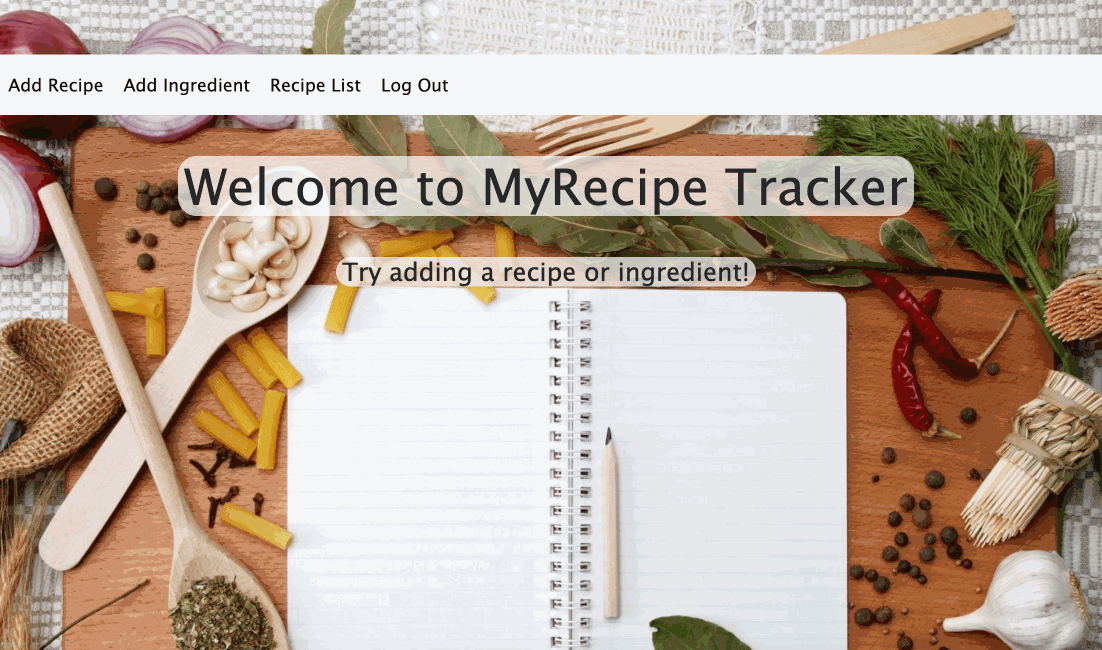 Add Recipe Add Ingredient Recipe List Log Out
Welcome to MyRecipe Tracker
Try adding a recipe or ingredient!